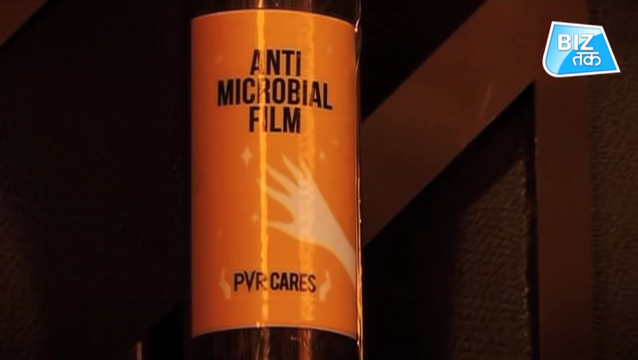 BIZ
तक
ANTI
MICROBIAL
FILM
PVR CARES